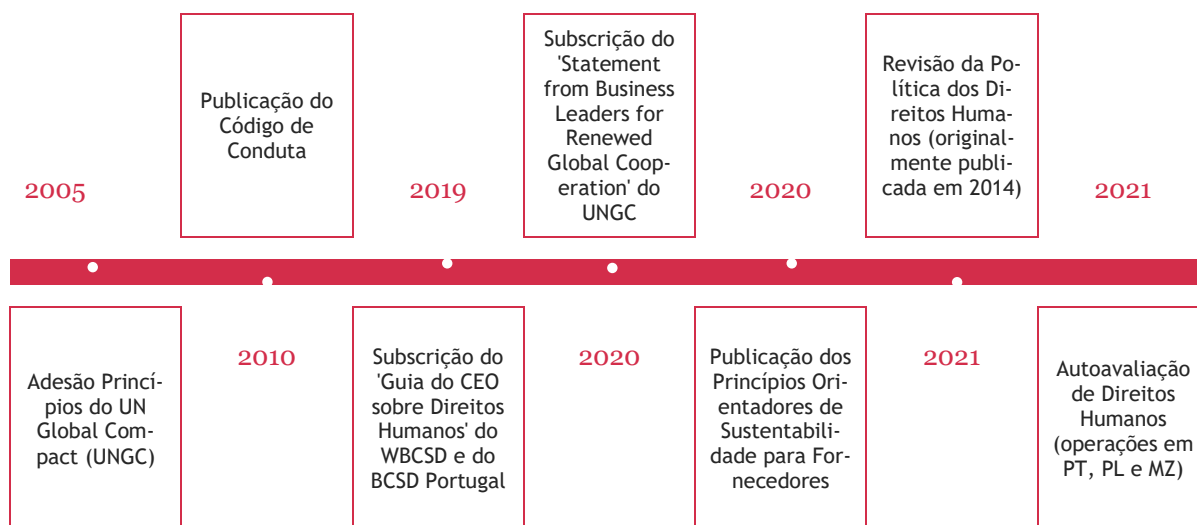 2005
Adesão Princí-
pios do UN
Global Com-
pact (UNGC)
Publicação do
Código de
Conduta
2010
2019
Subscrição do
'Guia do CEO
sobre Direitos
Humanos' do
WBCSD e do
BCSD Portugal
Subscrição do
'Statement
from Business
Leaders for
Renewed
Global Coop-
eration' do
UNGC
2020
2020
Publicação dos
Princípios Ori-
entadores de
Sustentabili-
dade para For-
necedores
Revisão da Po-
lítica dos Di-
reitos Huma-
nos (original-
mente publi-
cada em 2014)
2021
2021
Autoavaliação
de Direitos
Humanos
(operações em
PT, PL e MZ)